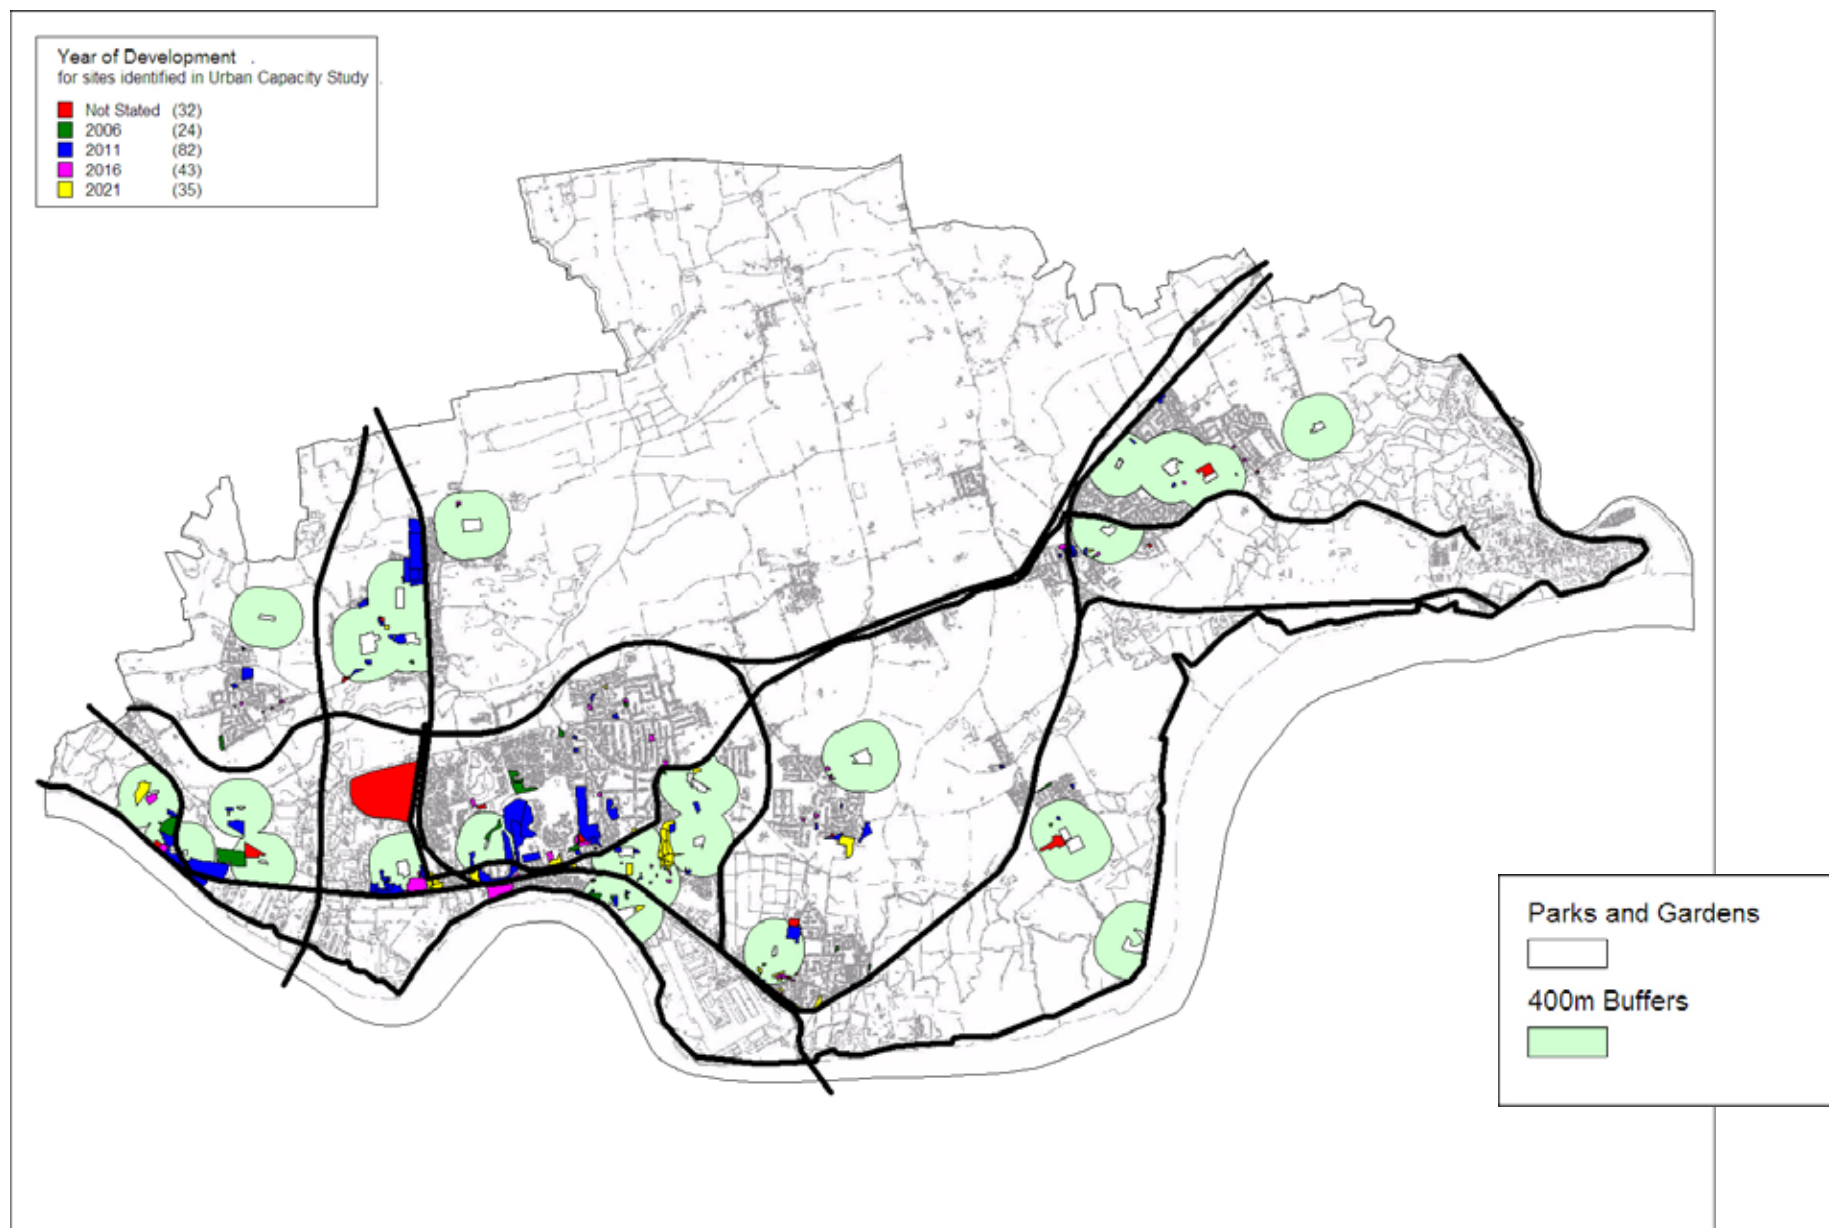 Year of Development .
for sites identified in Urban Capacity Study .
Not Stated (32)
2006 (24)
2011 (82)
2016 (43)
2021 (35)
Parks and Gardens
400m Buffers